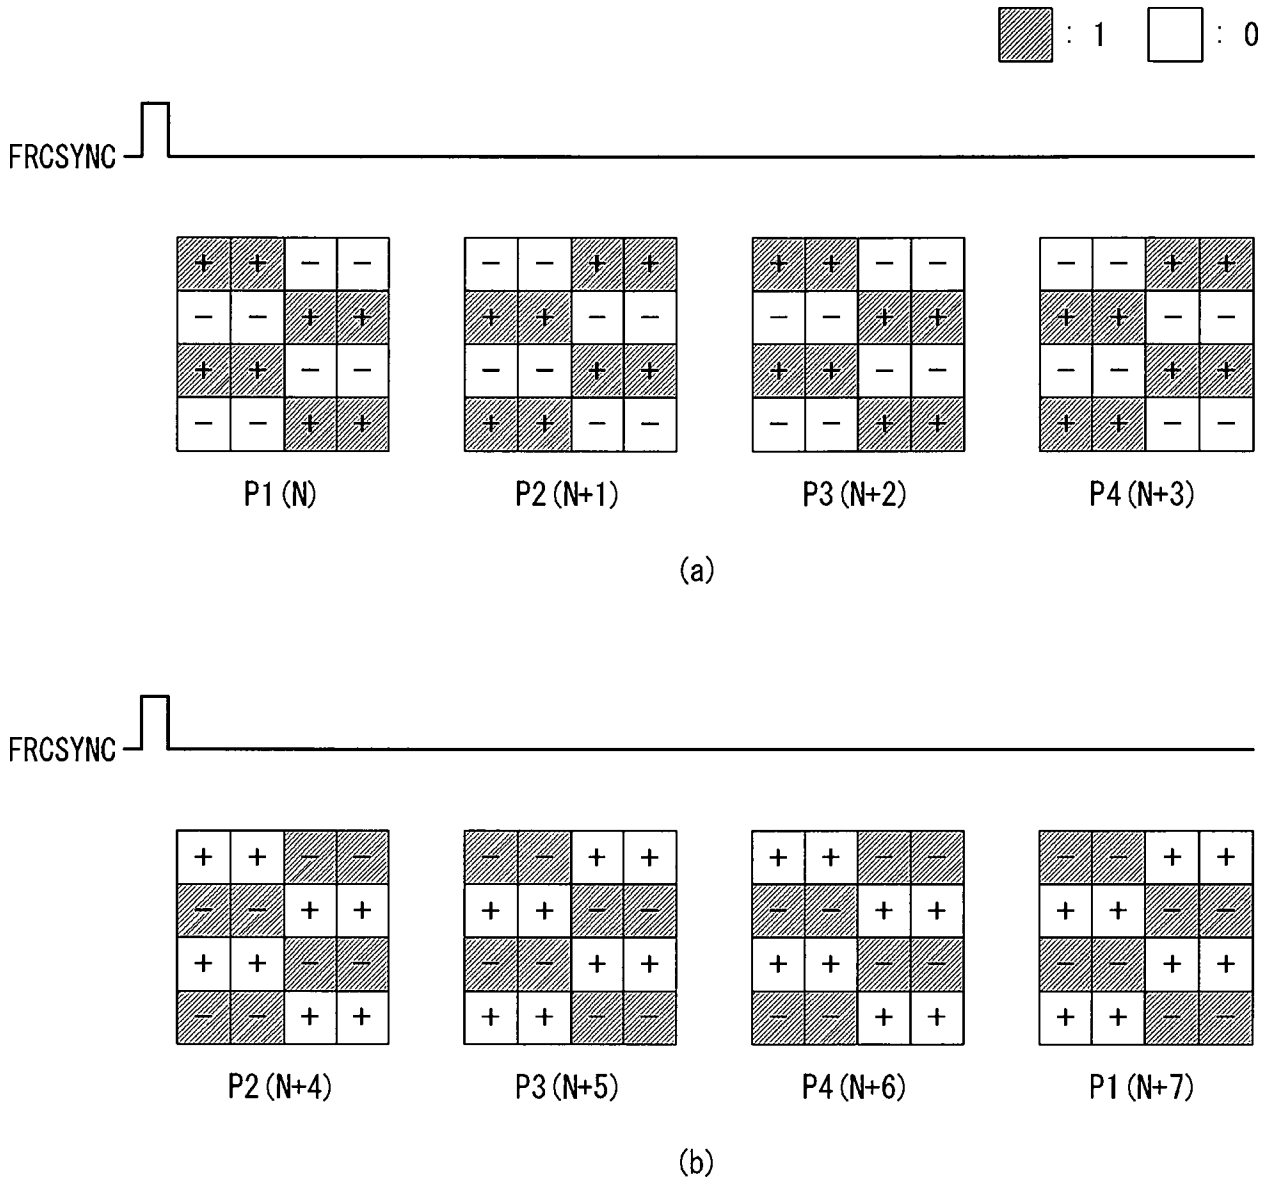 : 1 : 0
FRCSYNC
+ + − − − − + + + + − − − − + +
− − + + + + − − − − + + + + − −
+ + − − − − + + + + − − − − + +
− − + + + + − − − − + + + + − −
P1(N) P2(N+1) P3(N+2) P4(N+3)
(a)
FRCSYNC
+ + − − − − + + + + − − − − + +
− − + + + + − − − − + + + + − −
+ + − − − − + + + + − − − − + +
− − + + + + − − − − + + + + − −
P2(N+4) P3(N+5) P4(N+6) P1(N+7)
(b)